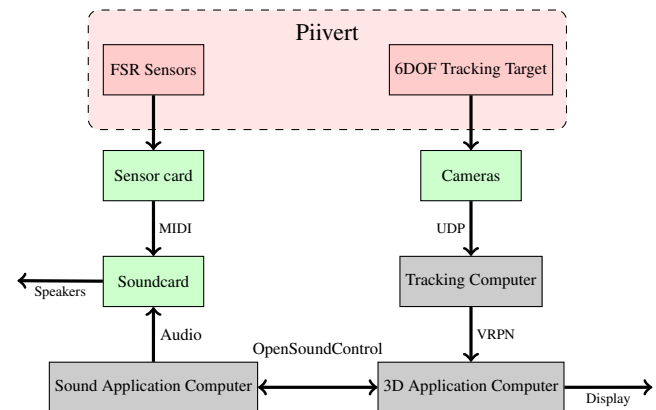 Piivert
FSR Sensors
6DOF Tracking Target
Sensor card
Cameras
MIDI
UDP
Soundcard
Tracking Computer
Speakers
Audio
VRPN
OpenSoundControl
Sound Application Computer
3D Application Computer
Display